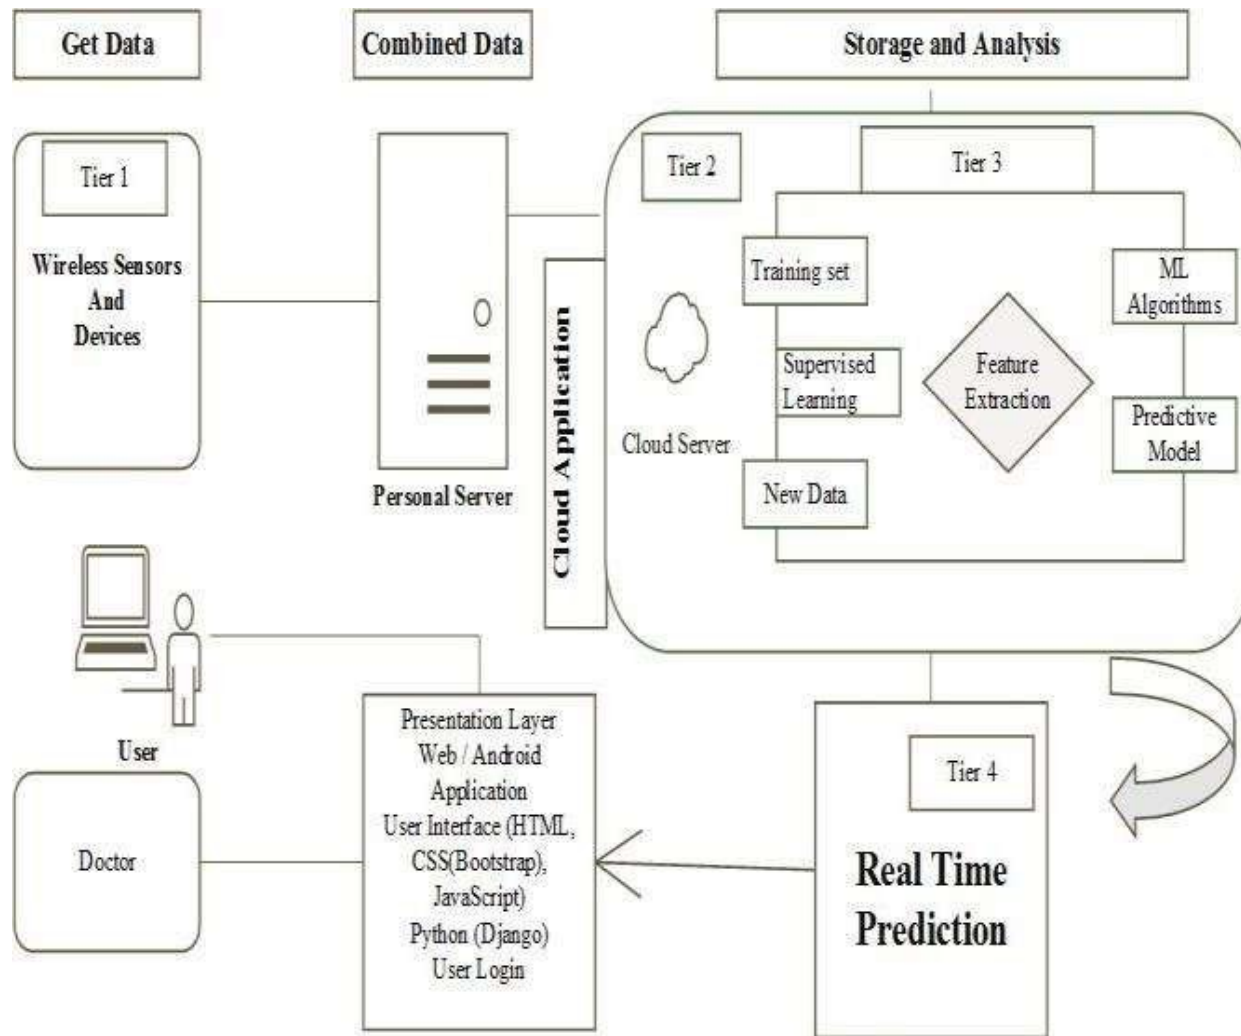 Get Data
Combined Data
Storage and Analysis
Tier 1
Wireless Sensors
And
Devices
Personal Server
Cloud Application
Tier 2
Cloud Server
Tier 3
Training set
Supervised
Learning
New Data
Feature
Extraction
ML
Algorithms
Predictive
Model
User
Doctor
Presentation Layer
Web / Android
Application
User Interface (HTML,
CSS(Bootstrap),
JavaScript)
Python (Django)
User Login
Tier 4
Real Time
Prediction